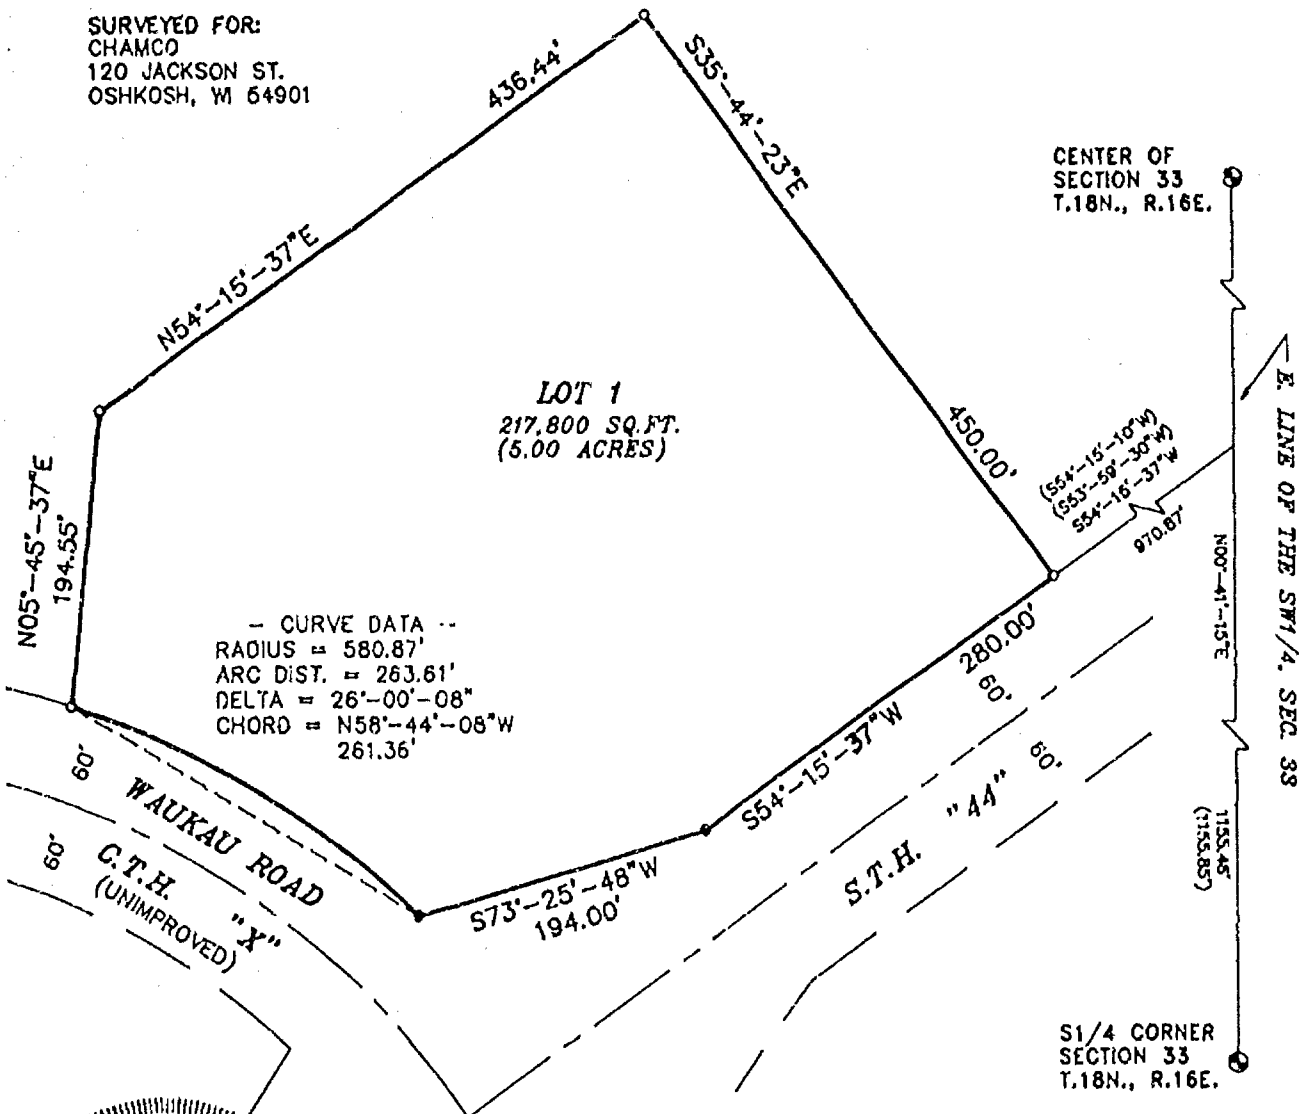 SURVEYED FOR:
CHAMCO
120 JACKSON ST.
OSHKOSH, WI 54901
436.44'
S35°-44'-23"E
N54°-15'-37"E
CENTER OF
SECTION 33
T.18N., R.16E.
LOT 1
217,800 SQ.FT.
(5.00 ACRES)
450.00'
(S54°-15'-10"W)
(S53°-59'-30"W)
S54°-16'-37"W
970.87'
N00°-41'-15"E
E. LINE OF THE SW1/4, SEC. 33
N05°-45'-37"E
194.55'
- CURVE DATA --
RADIUS = 580.87'
ARC DIST. = 263.61'
DELTA = 26°-00'-08"
CHORD = N58°-44'-08"W
261.36'
280.00'
60'
S54°-15'-37"W
60'
S.T.H. "44"
60'
WAUKAU ROAD
60'
C.T.H. "X"
(UNIMPROVED)
S73°-25'-48"W
194.00'
1155.45'
(1155.85')
S1/4 CORNER
SECTION 33
T.18N., R.16E.